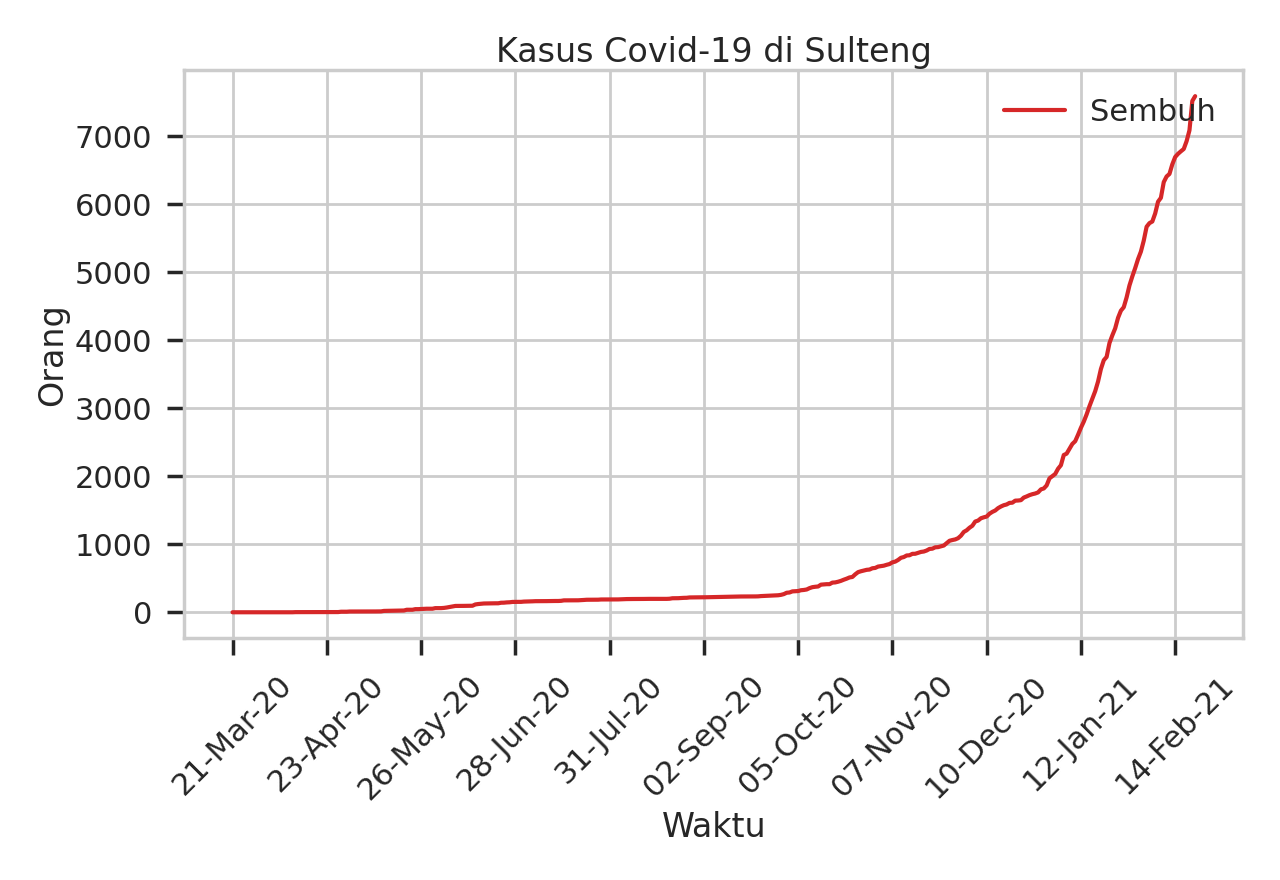 Kasus Covid-19 di Sulteng
Sembuh
7000
6000
5000
4000
3000
2000
1000
0
Orang
21-Mar-20
23-Apr-20
26-May-20
28-Jun-20
31-Jul-20
02-Sep-20
05-Oct-20
07-Nov-20
10-Dec-20
12-Jan-21
14-Feb-21
Waktu